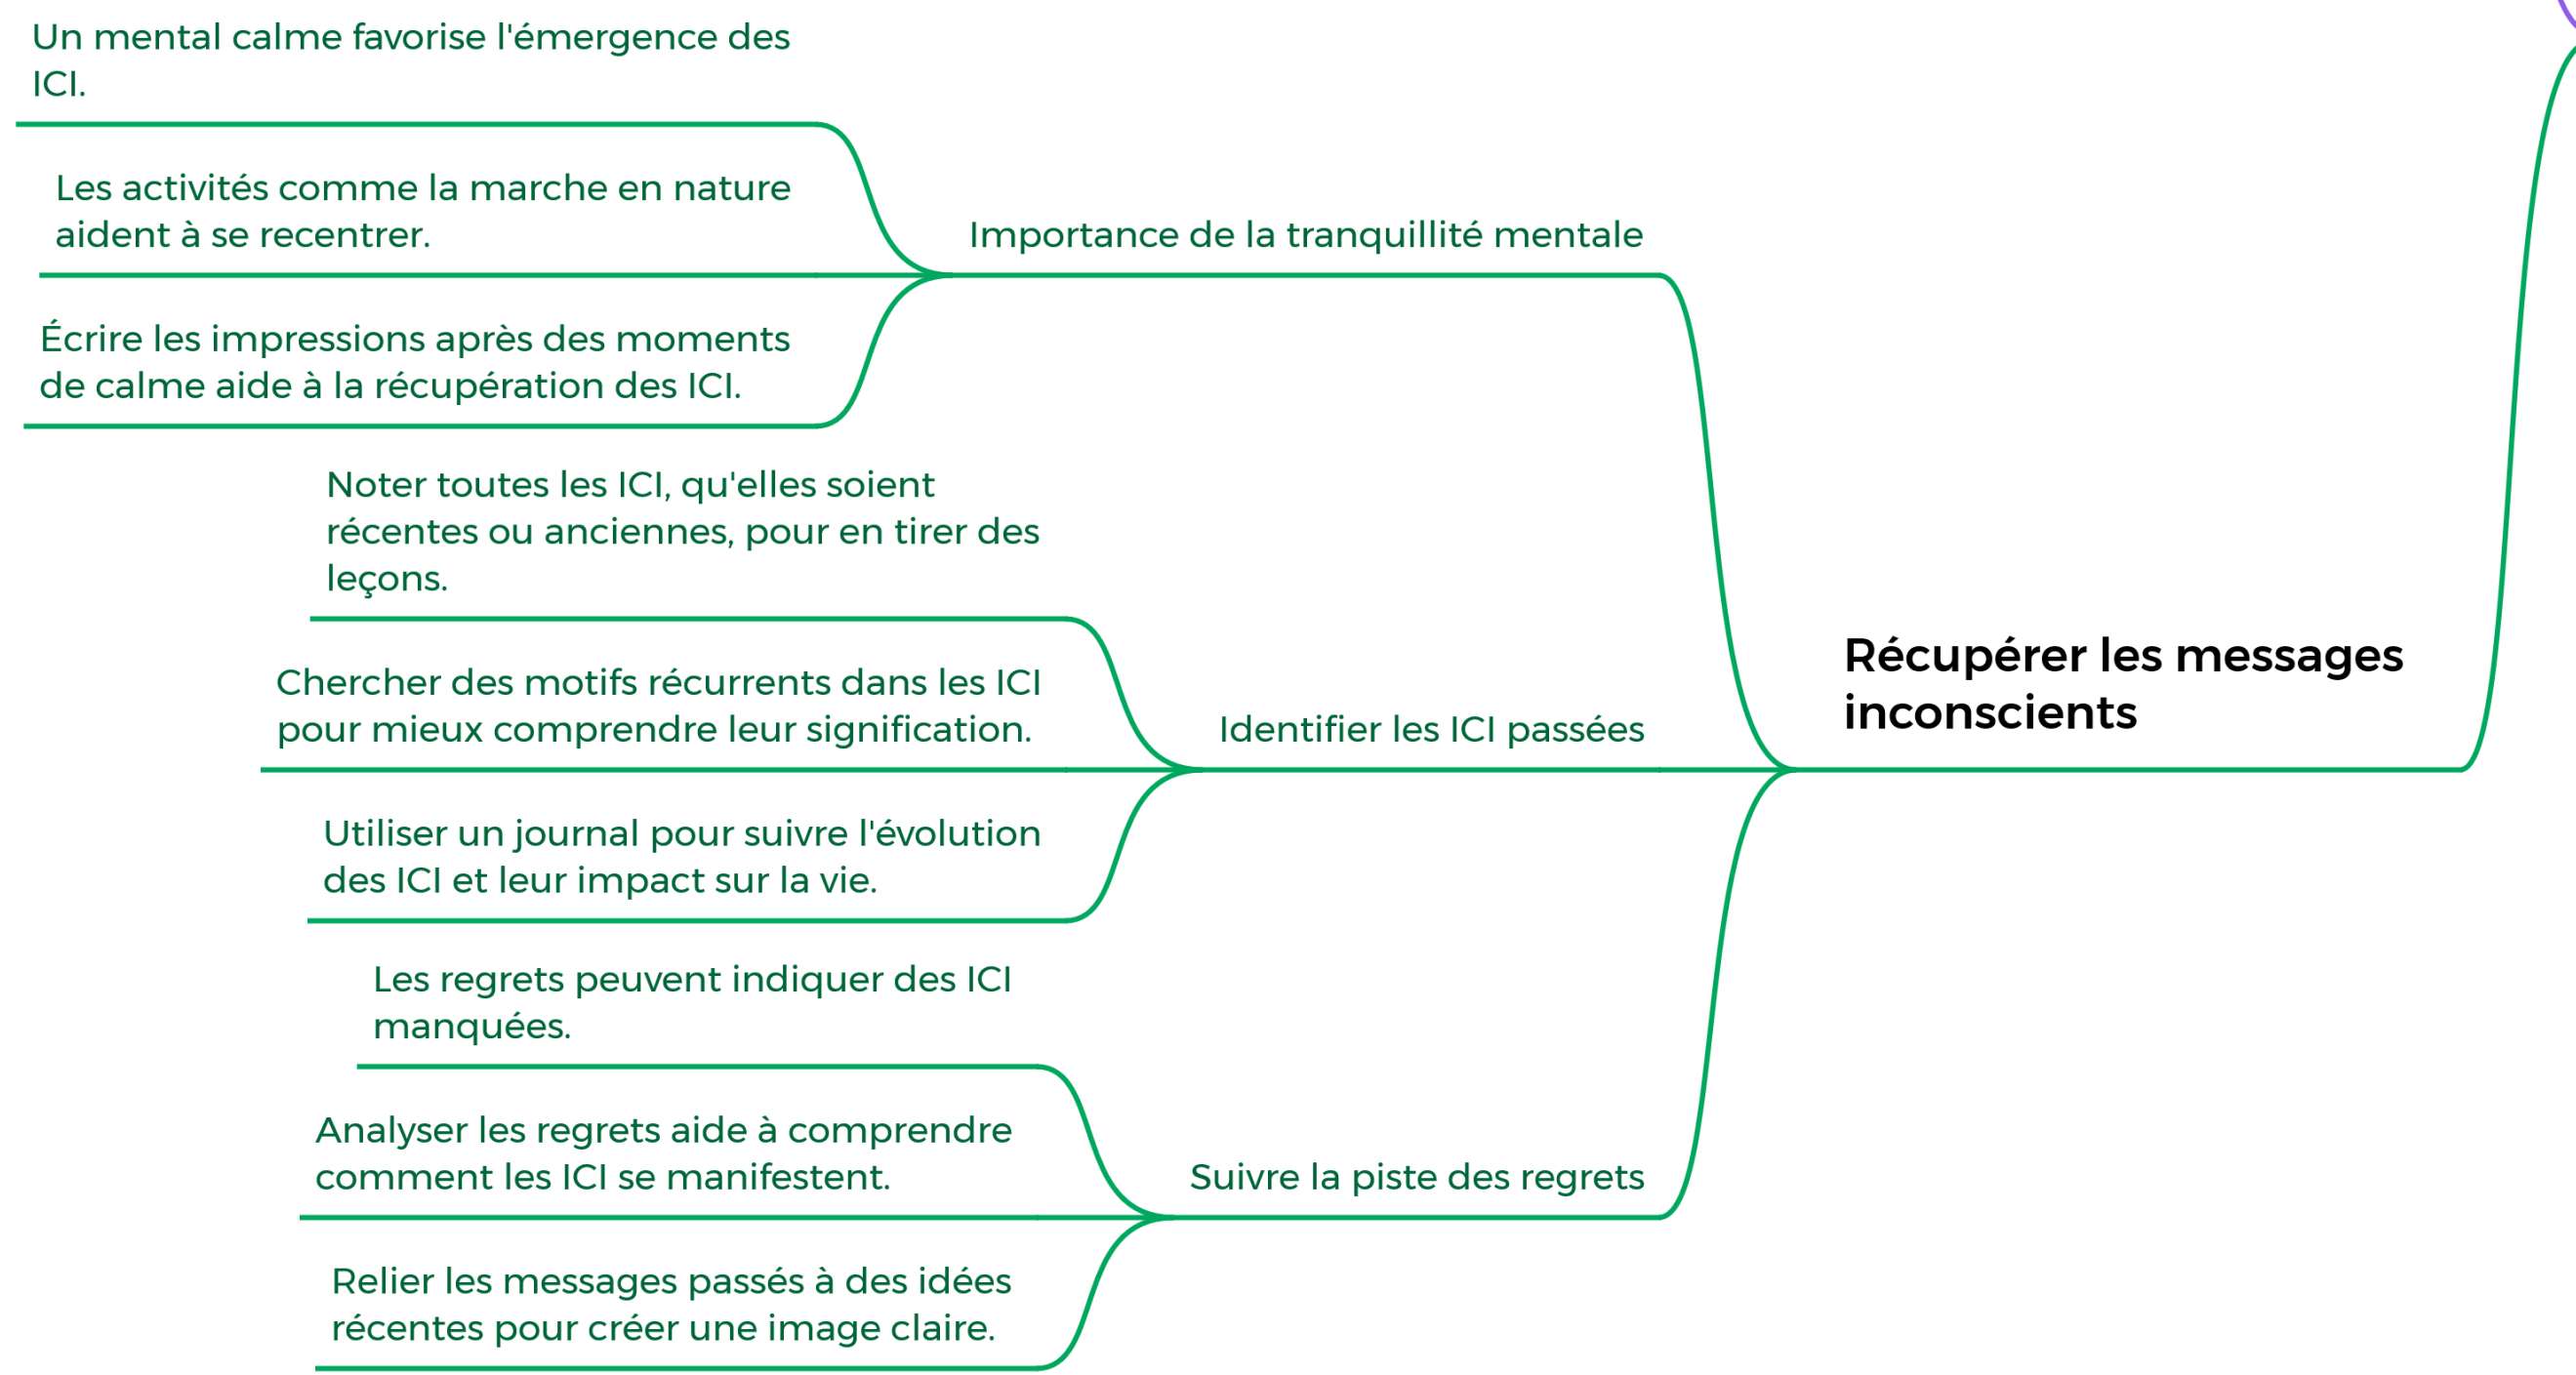 Un mental calme favorise l'émergence des
ICI.
Les activités comme la marche en nature
aident à se recentrer.
Écrire les impressions après des moments
de calme aide à la récupération des ICI.
Importance de la tranquillité mentale
Noter toutes les ICI, qu'elles soient
récentes ou anciennes, pour en tirer des
leçons.
Chercher des motifs récurrents dans les ICI
pour mieux comprendre leur signification.
Utiliser un journal pour suivre l'évolution
des ICI et leur impact sur la vie.
Identifier les ICI passées
Les regrets peuvent indiquer des ICI
manquées.
Analyser les regrets aide à comprendre
comment les ICI se manifestent.
Relier les messages passés à des idées
récentes pour créer une image claire.
Suivre la piste des regrets
Récupérer les messages
inconscients